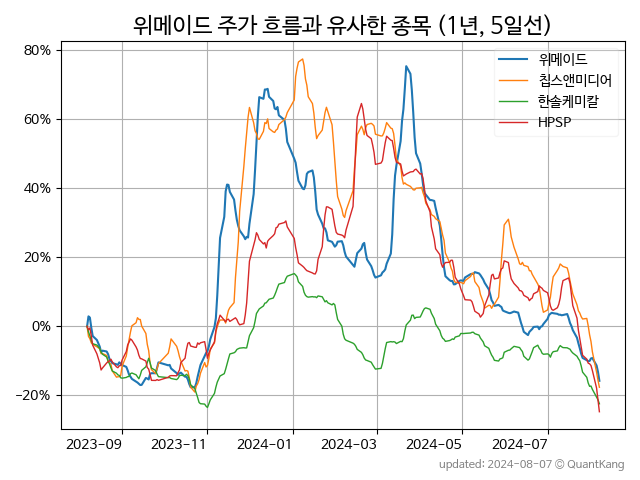 위메이드 주가 흐름과 유사한 종목 (1년, 5일선)
위메이드
칩스앤미디어
한솔케미칼
HPSP
80%
60%
40%
20%
0%
−20%
2023-09
2023-11
2024-01
2024-03
2024-05
2024-07
updated: 2024-08-07 © QuantKang